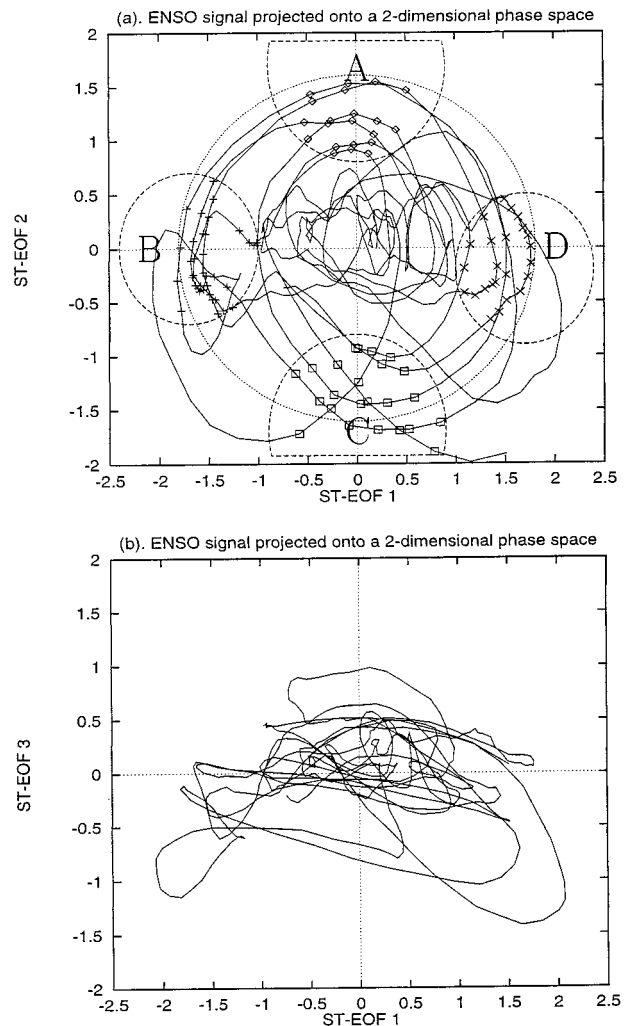 (a). ENSO signal projected onto a 2-dimensional phase space
2
1.5
1
0.5
0
-0.5
-1
-1.5
-2
ST-EOF 2
A
B
C
D
-2.5 -2 -1.5 -1 -0.5 0 0.5 1 1.5 2 2.5
ST-EOF 1
(b). ENSO signal projected onto a 2-dimensional phase space
2
1.5
1
0.5
0
-0.5
-1
-1.5
-2
ST-EOF 3
-2.5 -2 -1.5 -1 -0.5 0 0.5 1 1.5 2 2.5
ST-EOF 1